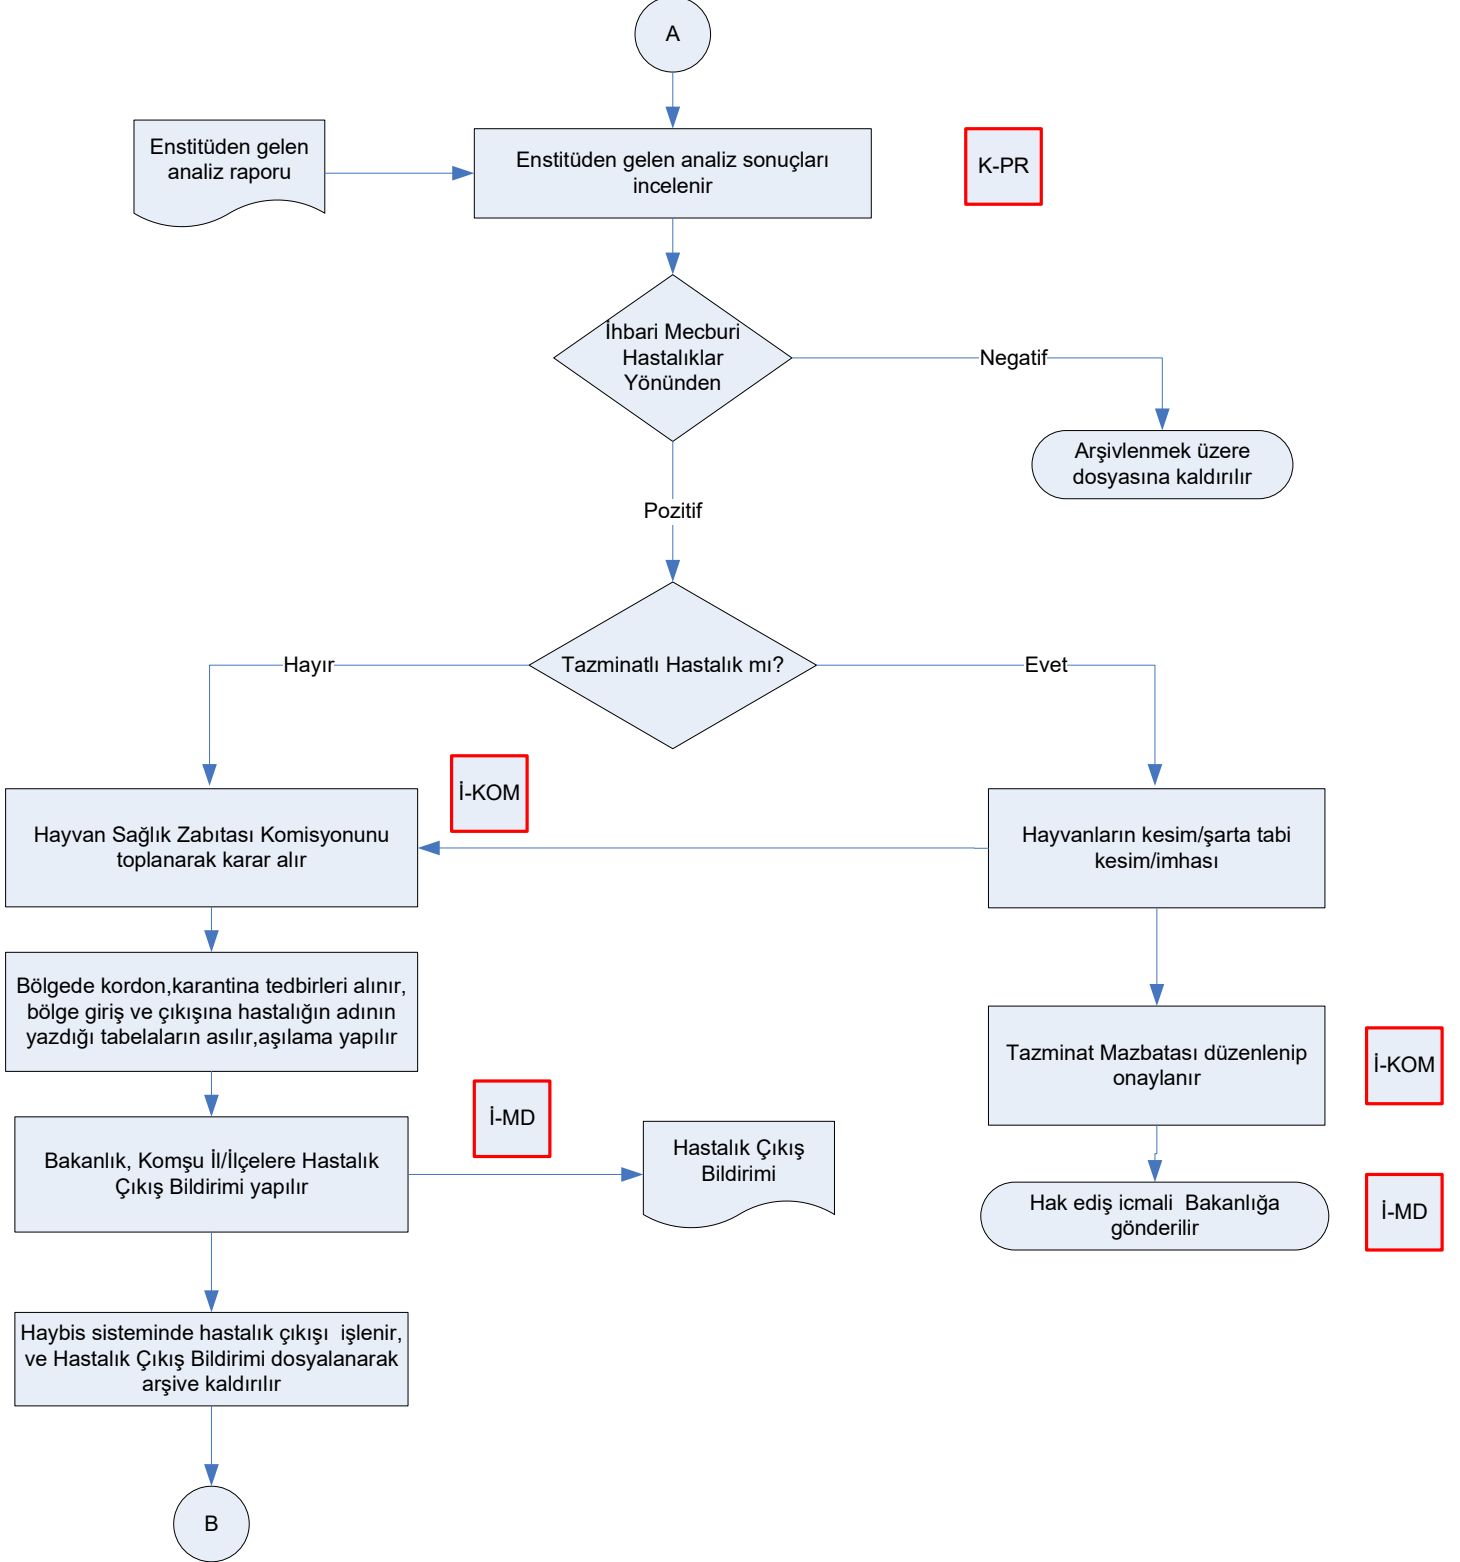 A
Enstitüden gelen
analiz raporu
Enstitüden gelen analiz sonuçları
incelenir
K-PR
İhbari Mecburi
Hastalıklar
Yönünden
Negatif
Arşivlenmek üzere
dosyasına kaldırılır
Pozitif
Tazminatlı Hastalık mı?
Hayır
Evet
İ-KOM
Hayvan Sağlık Zabıtası Komisyonunu
toplanarak karar alır
Hayvanların kesim/şarta tabi
kesim/imhası
Bölgede kordon,karantina tedbirleri alınır,
bölge giriş ve çıkışına hastalığın adının
yazdığı tabelaların asılır,aşılama yapılır
Tazminat Mazbatası düzenlenip
onaylanır
İ-KOM
İ-MD
Bakanlık, Komşu İl/İlçelere Hastalık
Çıkış Bildirimi yapılır
Hastalık Çıkış
Bildirimi
Hak ediş icmali  Bakanlığa
gönderilir
İ-MD
Haybis sisteminde hastalık çıkışı  işlenir,
ve Hastalık Çıkış Bildirimi dosyalanarak
arşive kaldırılır
B